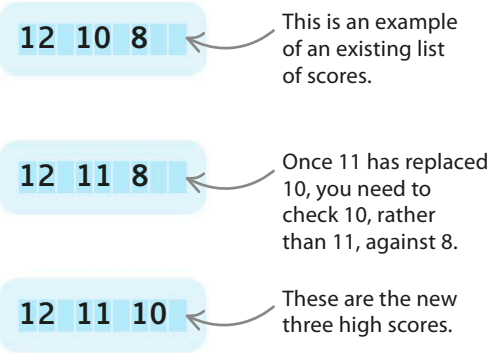 12 10 8
This is an example
of an existing list
of scores.
12 11 8
Once 11 has replaced
10, you need to
check 10, rather
than 11, against 8.
12 11 10
These are the new
three high scores.